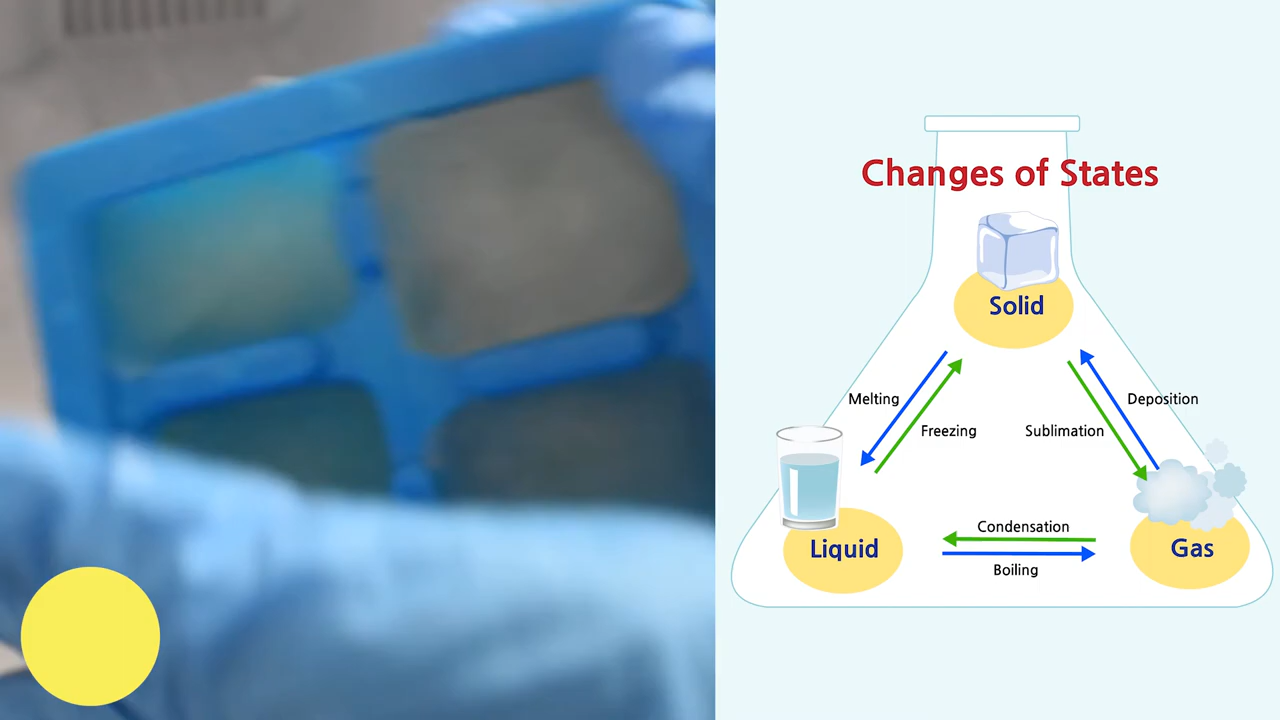 Changes of States
Solid
Melting
Deposition
Freezing
Sublimation
Condensation
Liquid
Gas
Boiling